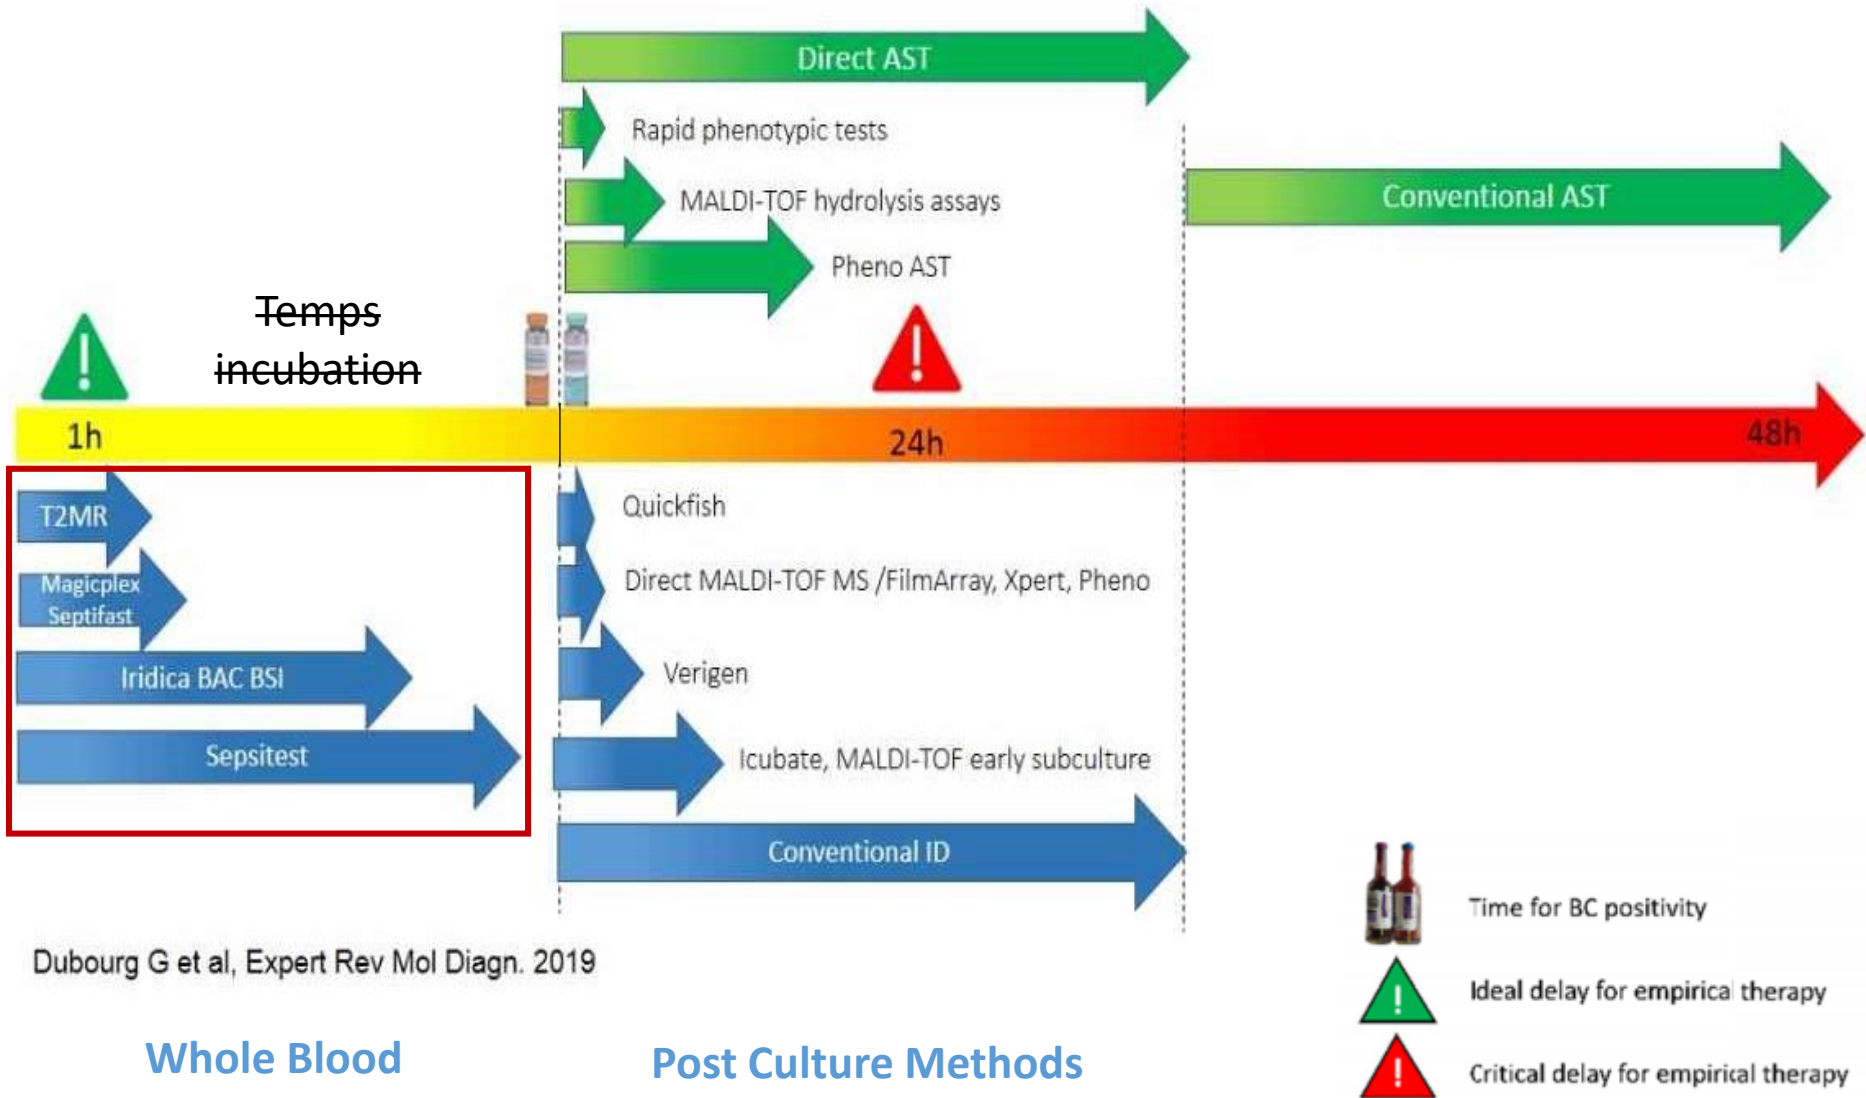 Direct AST
Rapid phenotypic tests
MALDI-TOF hydrolysis assays
Conventional AST
Pheno AST
Temps
incubation
1h
24h
48h
T2MR
Quickfish
Magicplex
Septifast
Direct MALDI-TOF MS /FilmArray, Xpert, Pheno
Iridica BAC BSI
Verigen
Sepsitest
Icubate, MALDI-TOF early subculture
Conventional ID
Time for BC positivity
Dubourg G et al, Expert Rev Mol Diagn. 2019
Ideal delay for empirical therapy
Whole Blood
Post Culture Methods
Critical delay for empirical therapy